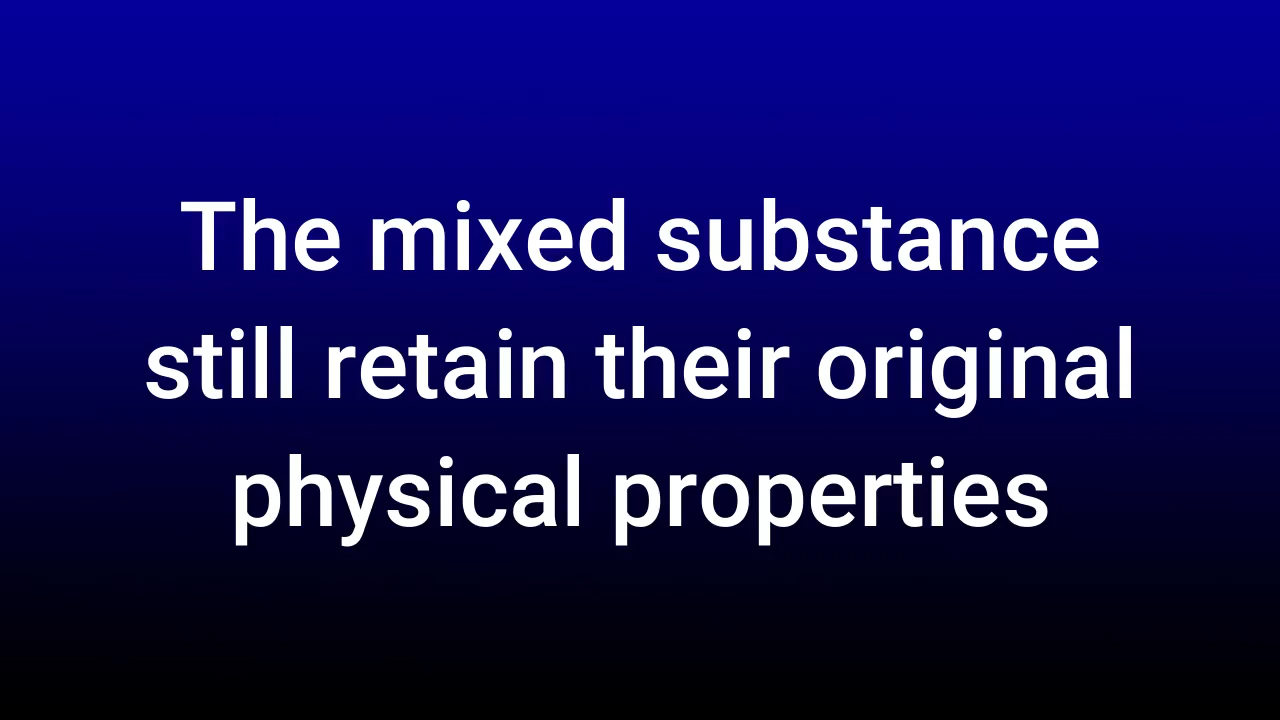 The mixed substance
still retain their original
physical properties